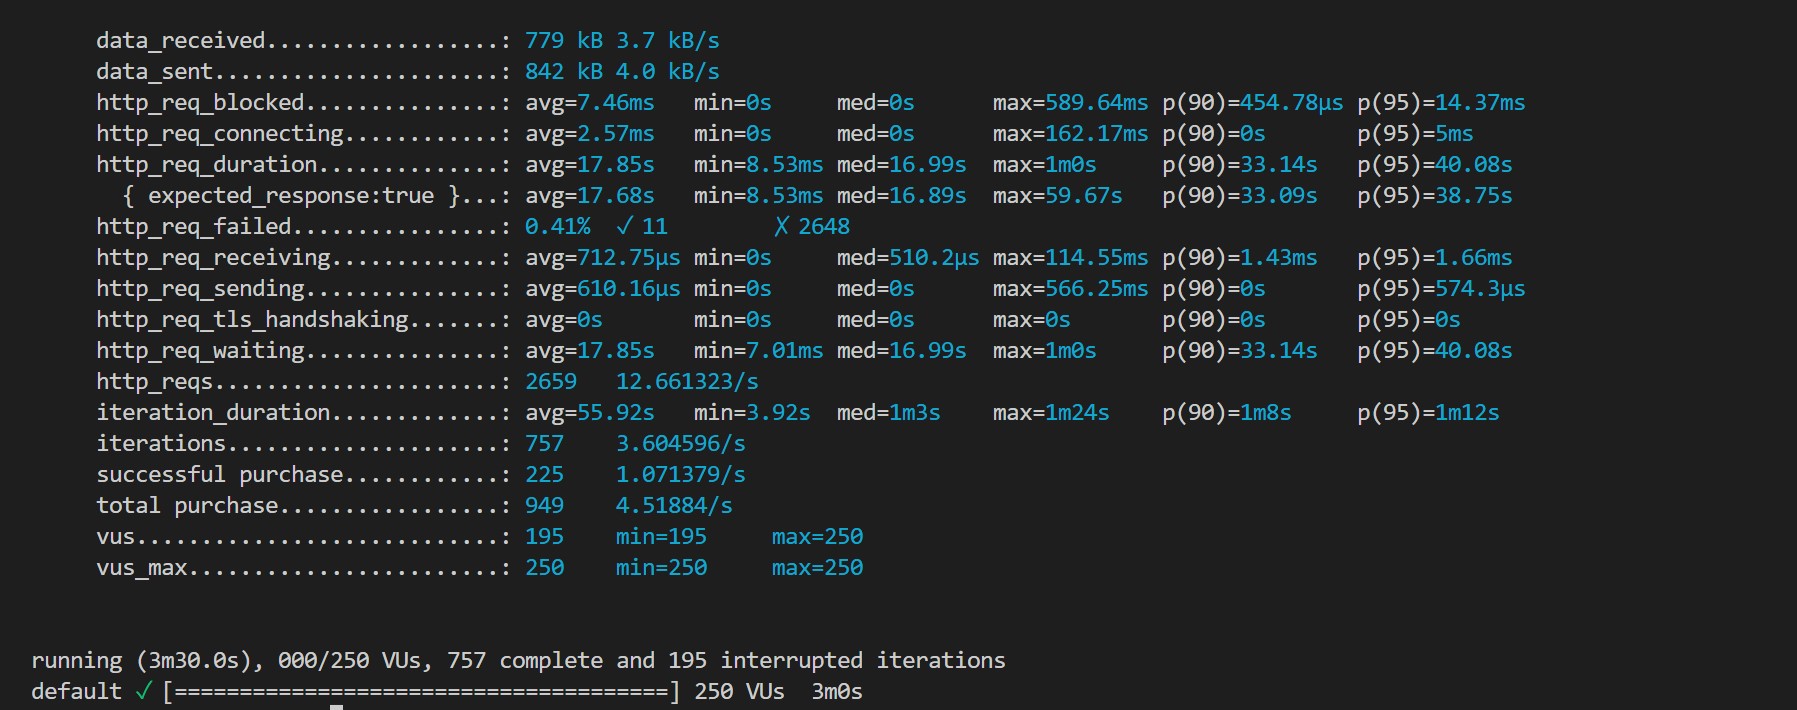 data_received..................: 779 kB 3.7 kB/s
data_sent......................: 842 kB 4.0 kB/s
http_req_blocked...............: avg=7.46ms   min=0s     med=0s      max=589.64ms p(90)=454.78µs p(95)=14.37ms
http_req_connecting............: avg=2.57ms   min=0s     med=0s      max=162.17ms p(90)=0s       p(95)=5ms
http_req_duration..............: avg=17.85s   min=8.53ms med=16.99s  max=1m0s     p(90)=33.14s   p(95)=40.08s
{ expected_response:true }...: avg=17.68s   min=8.53ms med=16.89s  max=59.67s   p(90)=33.09s   p(95)=38.75s
http_req_failed................: 0.41%  ✓ 11        ✗ 2648
http_req_receiving.............: avg=712.75µs min=0s     med=510.2µs max=114.55ms p(90)=1.43ms   p(95)=1.66ms
http_req_sending...............: avg=610.16µs min=0s     med=0s      max=566.25ms p(90)=0s       p(95)=574.3µs
http_req_tls_handshaking.......: avg=0s       min=0s     med=0s      max=0s       p(90)=0s       p(95)=0s
http_req_waiting...............: avg=17.85s   min=7.01ms med=16.99s  max=1m0s     p(90)=33.14s   p(95)=40.08s
http_reqs......................: 2659   12.661323/s
iteration_duration.............: avg=55.92s   min=3.92s  med=1m3s    max=1m24s    p(90)=1m8s     p(95)=1m12s
iterations.....................: 757    3.604596/s
successful purchase............: 225    1.071379/s
total purchase.................: 949    4.51884/s
vus............................: 195    min=195     max=250
vus_max........................: 250    min=250     max=250
running (3m30.0s), 000/250 VUs, 757 complete and 195 interrupted iterations
default ✓ [======================================] 250 VUs  3m0s